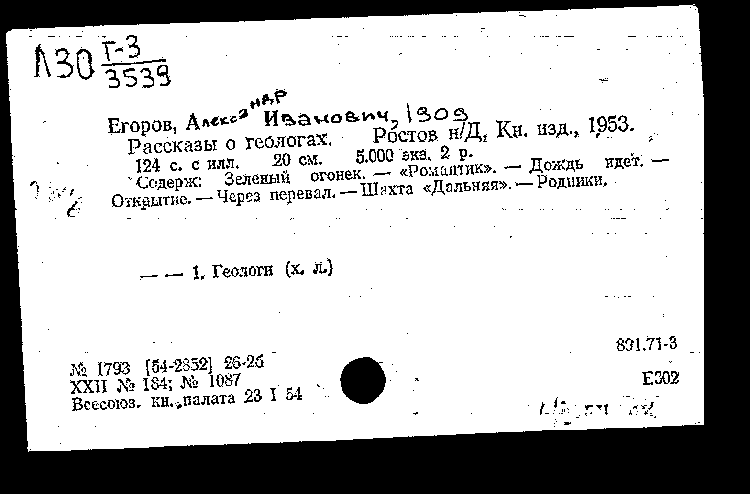 Л30 Г-3
3539
Егоров, Александр Иванович, 1909
Рассказы о геологах. Ростов н/Д, Кн. изд., 1953.
124 с. с илл. 20 см. 5.000 экз. 2 р.
Содерж: Зеленый огонек. — «Романтик». — Дождь идет. —
Открытие. — Через перевал. — Шахта «Дальняя». — Родники.
— — 1. Геологи (х. л.)
891.71-3
№ 1793 [54-2352] 26-26
XXII № 184; № 1087
Е302
Всесоюз. кн. палата 23 I 54